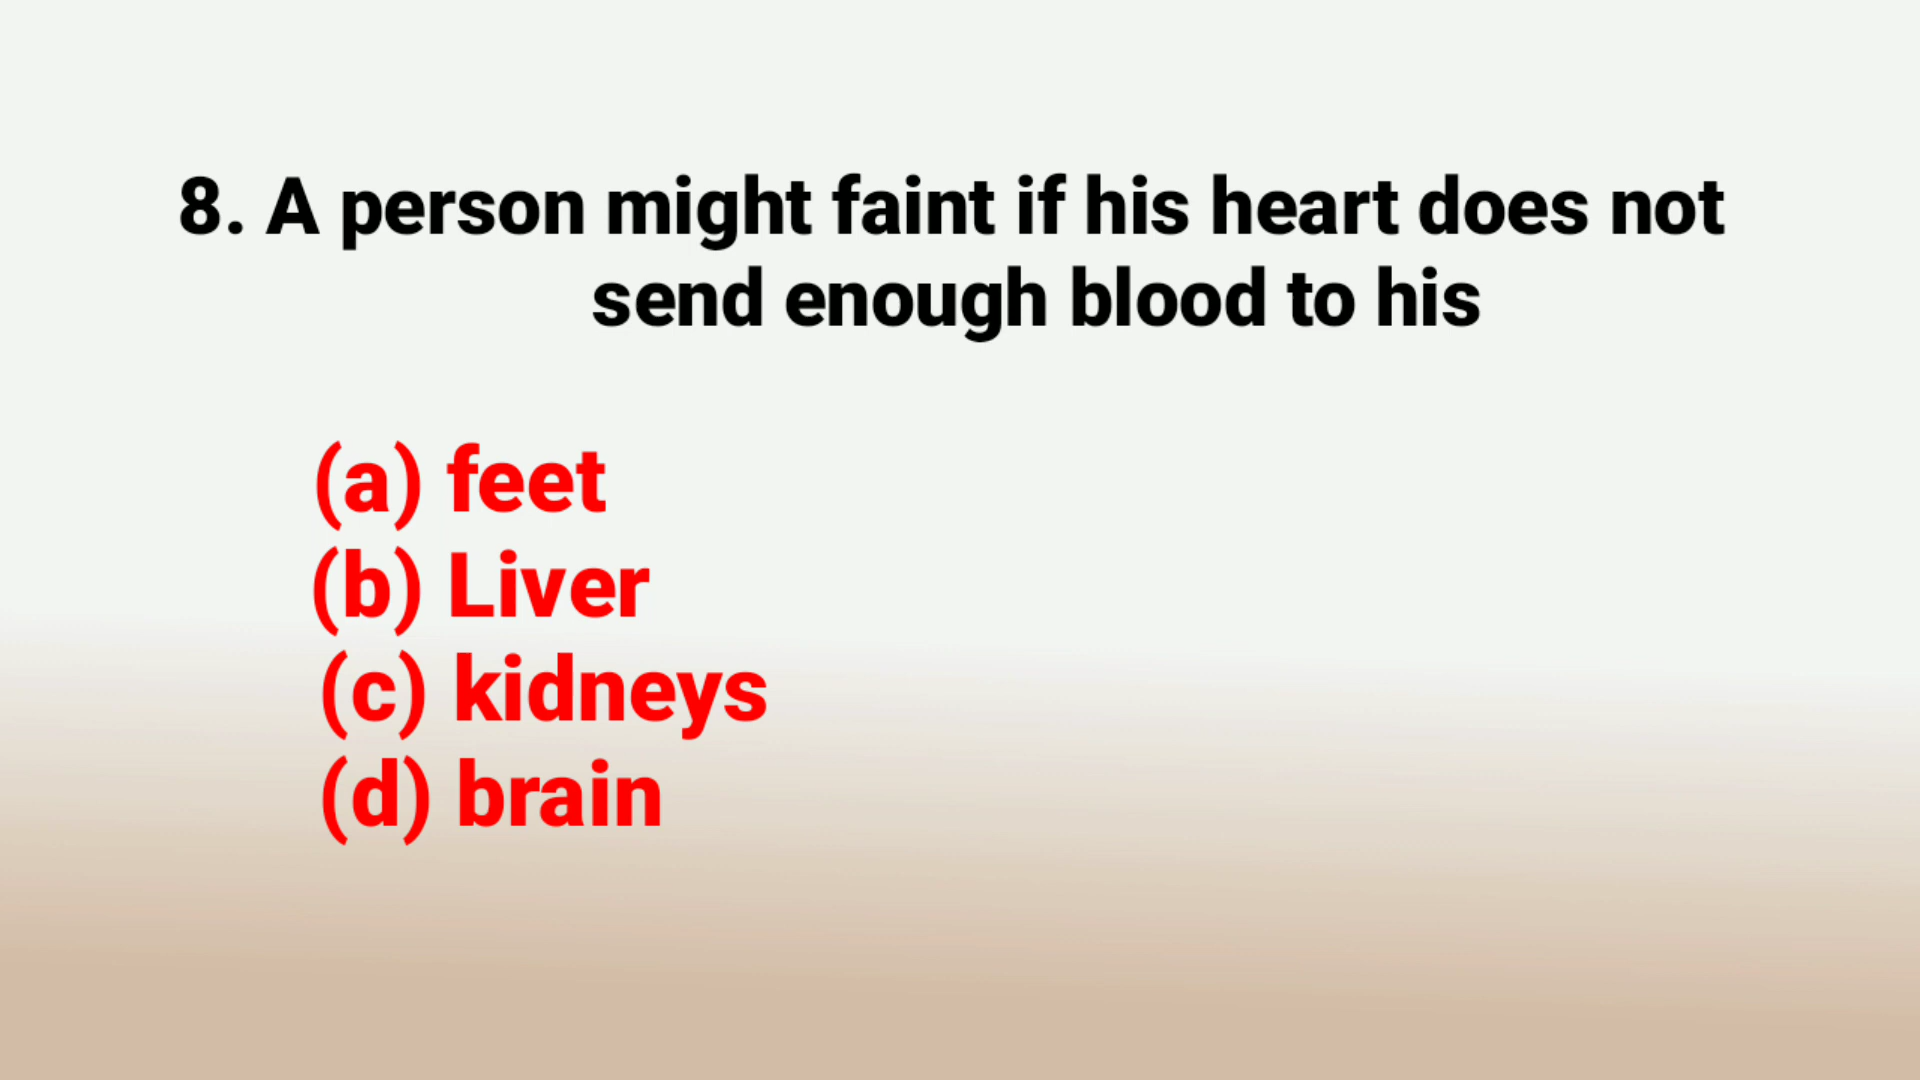 8. A person might faint if his heart does not
send enough blood to his
(a) feet
(b) Liver
(c) kidneys
(d) brain